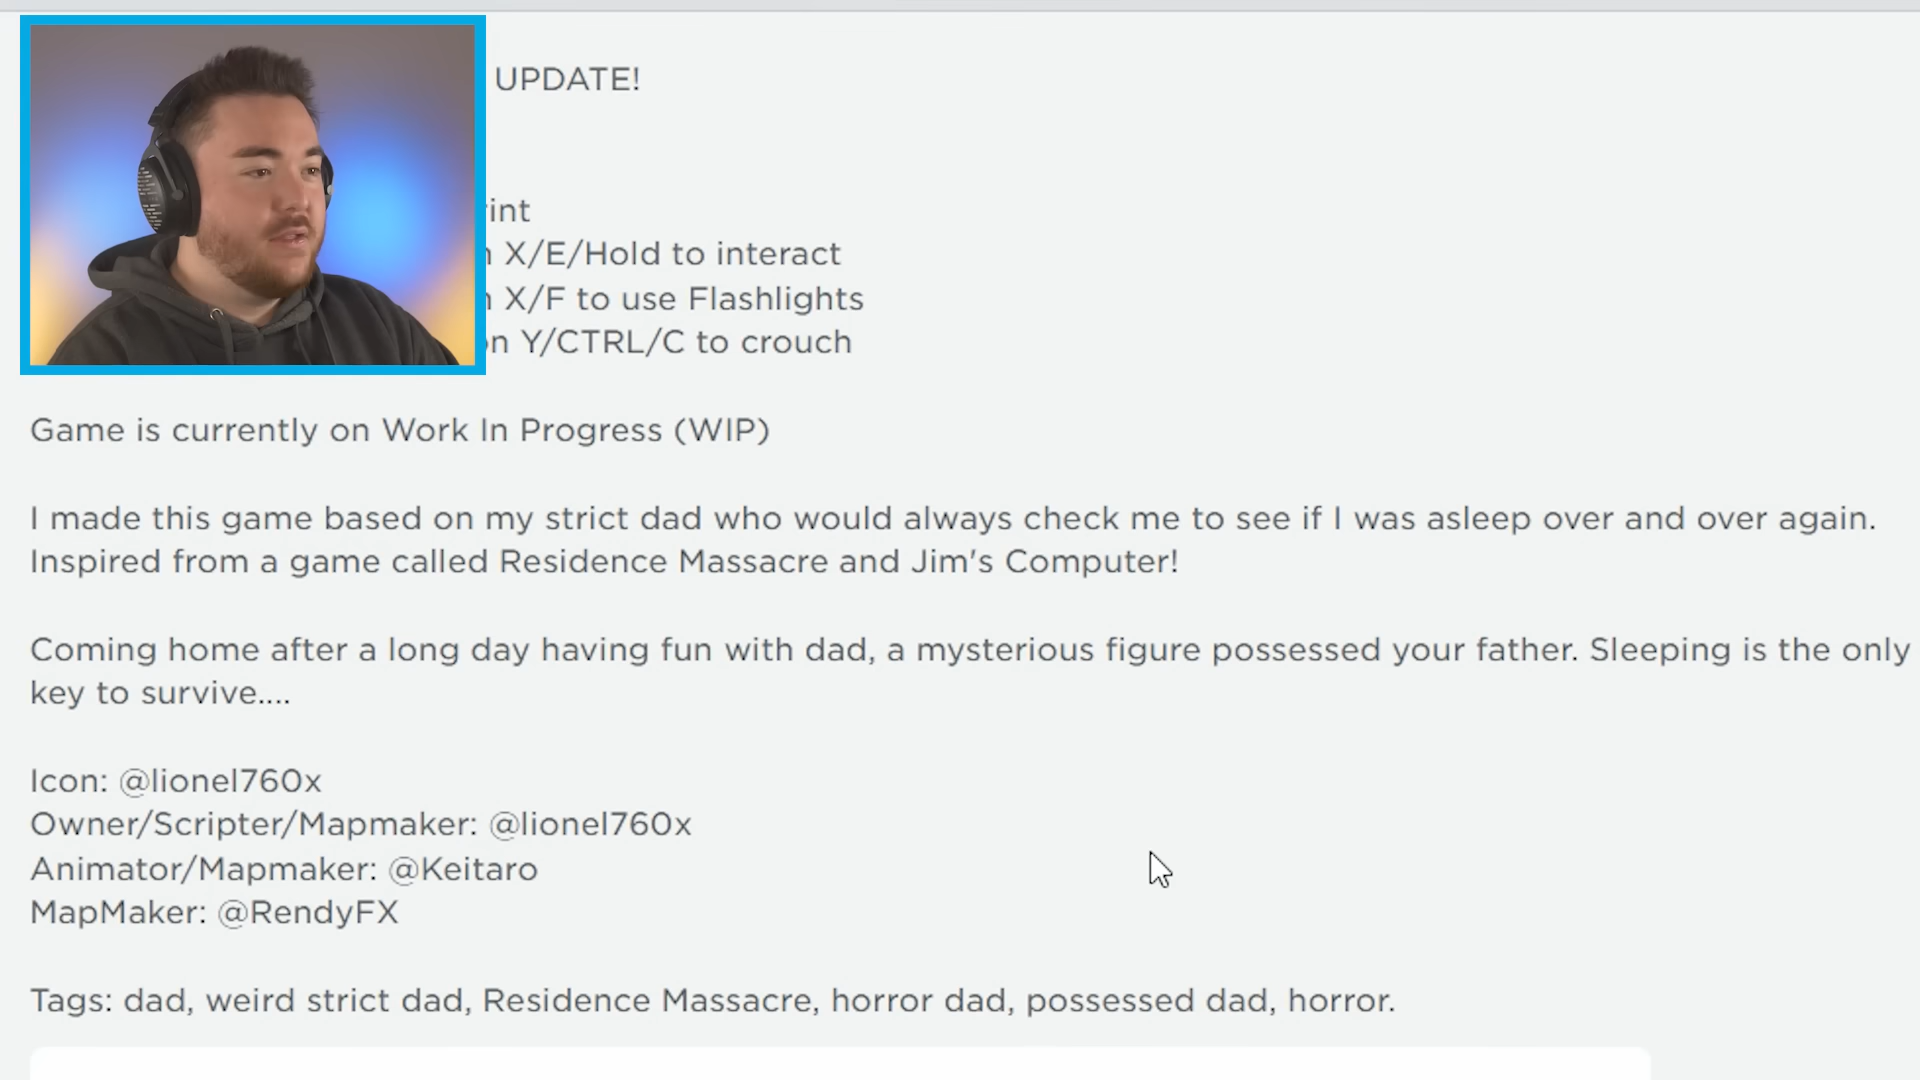 UPDATE!
X/E/Hold to interact
X/F to use Flashlights
Y/CTRL/C to crouch
Game is currently on Work In Progress (WIP)
I made this game based on my strict dad who would always check me to see if I was asleep over and over again.
Inspired from a game called Residence Massacre and Jim's Computer!
Coming home after a long day having fun with dad, a mysterious figure possessed your father. Sleeping is the only
key to survive....
Icon: @lionel760x
Owner/Scripter/Mapmaker: @lionel760x
Animator/Mapmaker: @Keitaro
MapMaker: @RendyFX
Tags: dad, weird strict dad, Residence Massacre, horror dad, possessed dad, horror.